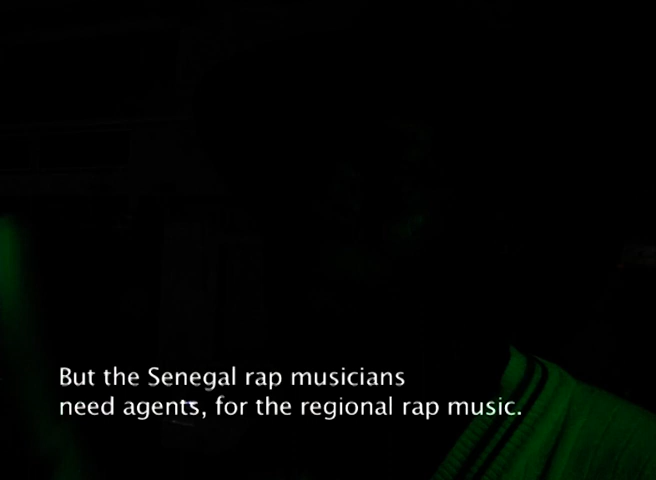 But the Senegal rap musicians
need agents, for the regional rap music.